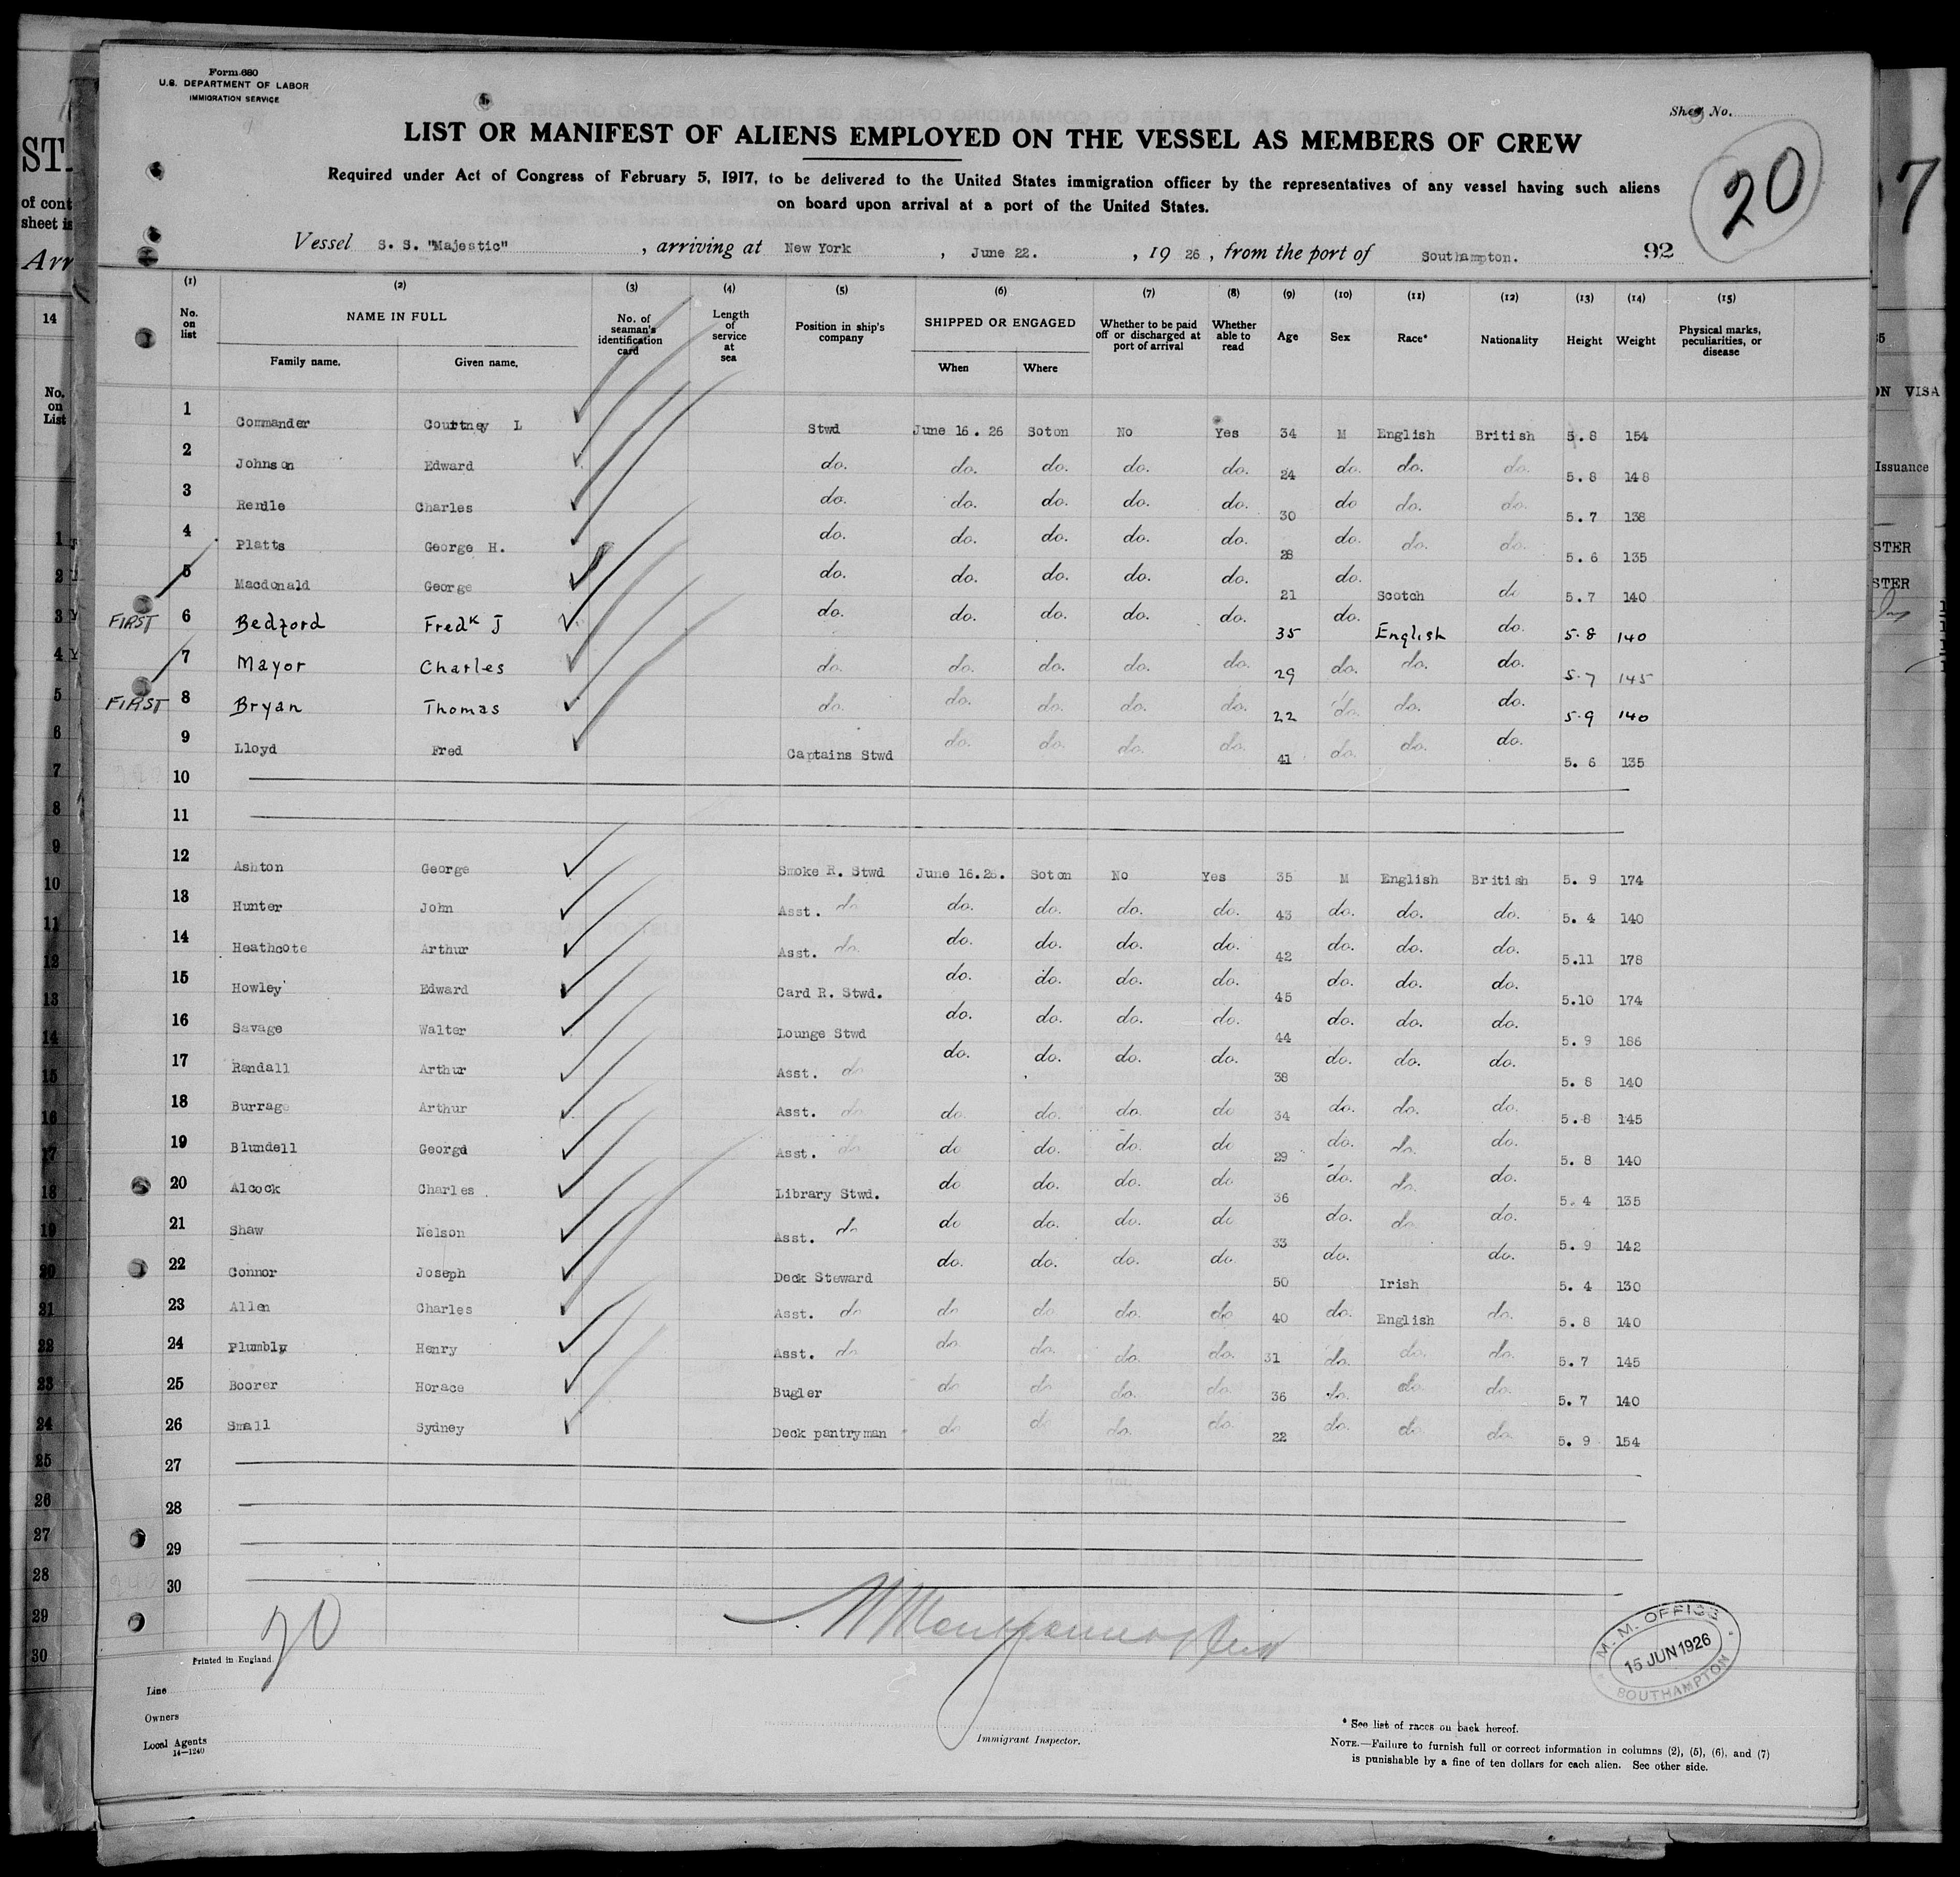 Form 680
U.S. DEPARTMENT OF LABOR
IMMIGRATION SERVICE
Sheet No.
LIST OR MANIFEST OF ALIENS EMPLOYED ON THE VESSEL AS MEMBERS OF CREW
Required under Act of Congress of February 5, 1917, to be delivered to the United States immigration officer by the representatives of any vessel having such aliens
on board upon arrival at a port of the United States.
20
Vessel S. S. "Majestic", arriving at New York, June 22., 19 26, from the port of Southampton. 92
(1) (2) (3) (4) (5) (6) (7) (8) (9) (10) (11) (12) (13) (14) (15)
No. on list NAME IN FULL Family name. Given name. No. of seaman's identification card Length of service at sea Position in ship's company SHIPPED OR ENGAGED When Where Whether to be paid off or discharged at port of arrival Whether able to read Age Sex Race* Nationality Height Weight Physical marks, peculiarities, or disease
1 Commander Courtney L Stwd June 16. 26 Soton No Yes 34 M English British 5.8 154
2 Johnson Edward do. do. do. do. do. 24 do. do. do. 5.8 148
3 Rendle Charles do. do. do. do. do. 30 do do. do. 5.7 138
4 Platts George H. do. do. do. do. do. 28 do. do. do. 5.6 135
5 Macdonald George do. do. do. do. do. 21 do. Scotch do 5.7 140
FIRST 6 Bedford Fredk J do. do. do. do. do. 35 do. English do. 5.8 140
7 Mayor Charles do. do. do. do. do. 29 do. do. do. 5.7 145
FIRST 8 Bryan Thomas do. do. do. do. do. 22 do. do. do. 5.9 140
9 Lloyd Fred Captains Stwd do. do. do. do. 41 do. do. do. 5. 6 135
10
11
12 Ashton George Smoke R. Stwd June 16.26. Soton No Yes 35 M English British 5. 9 174
13 Hunter John Asst. do do. do. do. do. 43 do. do. do. 5. 4 140
14 Heathcote Arthur Asst. do. do. do. do. do. 42 do. do. do. 5.11 178
15 Howley Edward Card R. Stwd. do. do. do. do. 45 do. do. do. 5.10 174
16 Savage Walter Lounge Stwd do. do. do. do. 44 do. do. do. 5. 9 186
17 Randall Arthur Asst. do do. do. do. do. 38 do. do. do. 5. 8 140
18 Burrage Arthur Asst. do. do. do. do. do 34 do. do. do. 5.8 145
19 Blundell George Asst. do do do. do. do 29 do. do. do. 5. 8 140
20 Alcock Charles Library Stwd. do do. do. do 36 do. do. do. 5. 4 135
21 Shaw Nelson Asst. do do do. do. do 33 do. do. do. 5. 9 142
22 Connor Joseph Deck Steward do. do. do. do. 50 do. Irish do. 5. 4 130
23 Allen Charles Asst. do do do. do. do 40 do. English do. 5. 8 140
24 Plumbly Henry Asst. do do. do. do. do. 31 do. do. do. 5. 7 145
25 Boorer Horace Bugler do do do. do. 36 do. do. do. 5. 7 140
26 Small Sydney Deck pantryman do do do. do. 22 do. do. do. 5. 9 154
27
28
29
30
20
Printed in England.
M. M. OFFICE
15 JUN 1926
SOUTHAMPTON
Line
Owners
Local Agents
14—1240
Immigrant Inspector.
* See list of races on back hereof.
NOTE.—Failure to furnish full or correct information in columns (2), (5), (6), and (7)
is punishable by a fine of ten dollars for each alien. See other side.